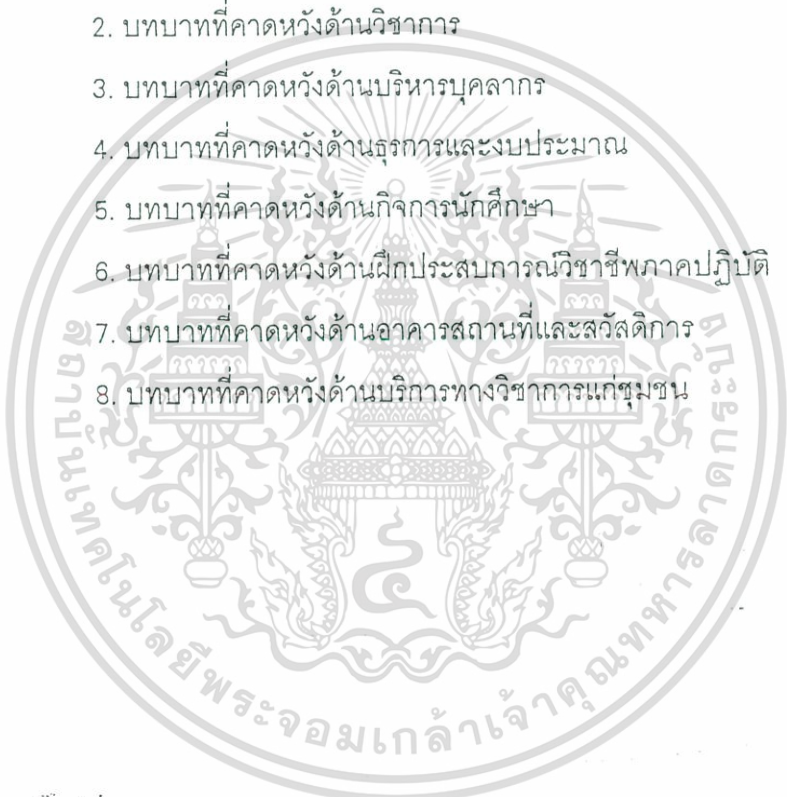 2. บทบาทที่คาดหวังด้านวิชาการ
3. บทบาทที่คาดหวังด้านบริหารบุคลากร
4. บทบาทที่คาดหวังด้านธุรการและงบประมาณ
5. บทบาทที่คาดหวังด้านกิจการนักศึกษา
6. บทบาทที่คาดหวังด้านฝึกประสบการณ์วิชาชีพภาคปฏิบัติ
7. บทบาทที่คาดหวังด้านอาคารสถานที่และสวัสดิการ
8. บทบาทที่คาดหวังด้านบริการทางวิชาการแก่ชุมชน
สถาบันเทคโนโลยีพระจอมเกล้าเจ้าคุณทหารลาดกระบัง
๔